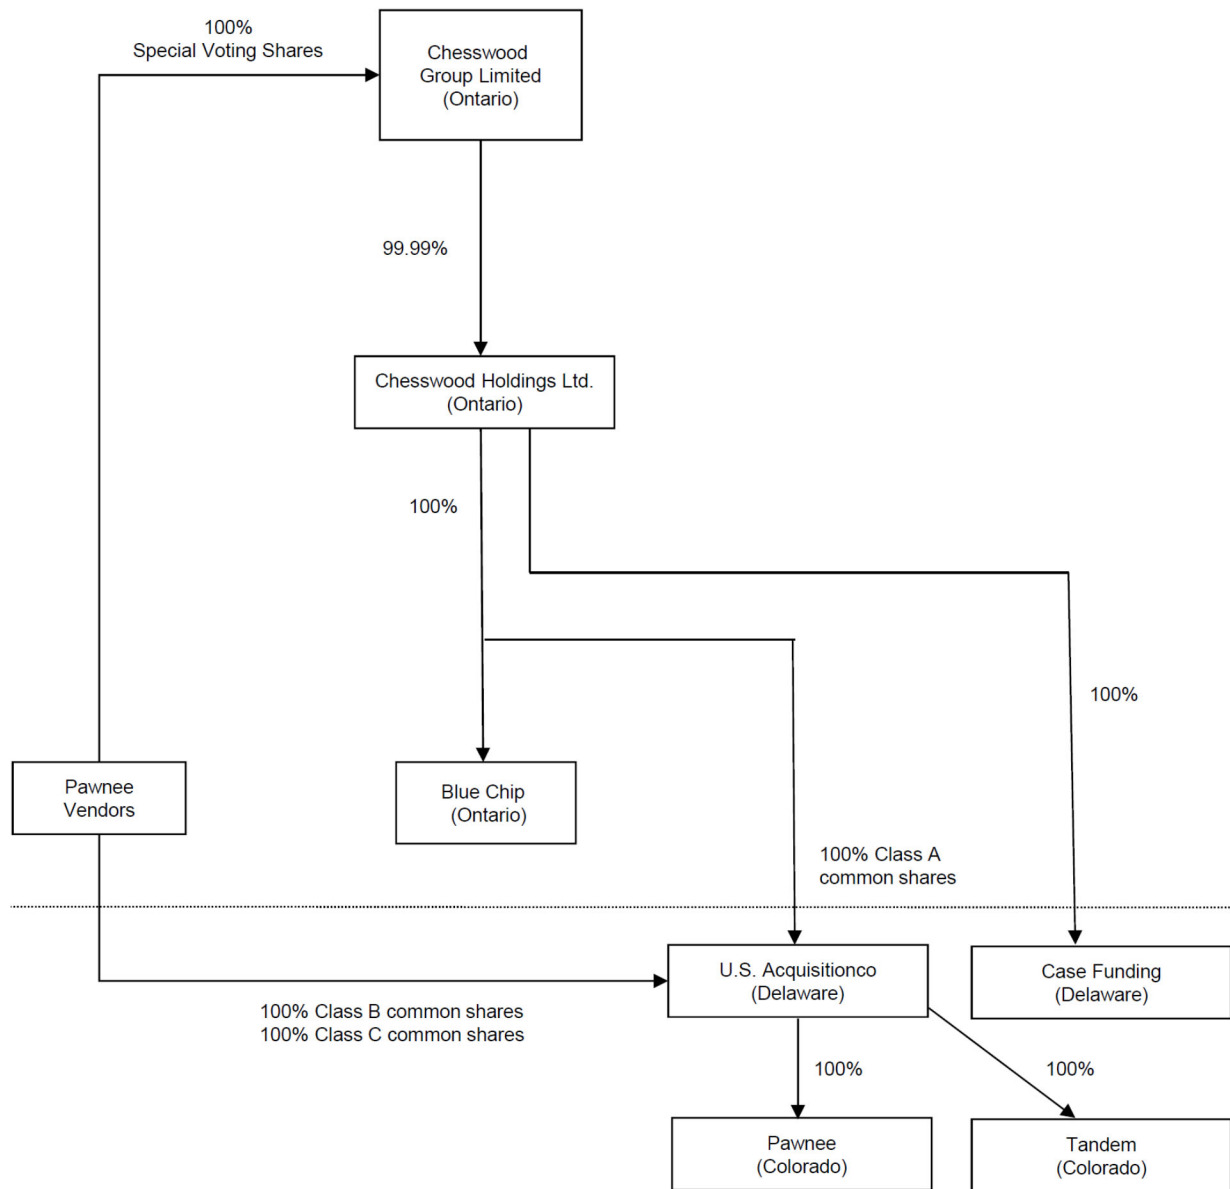 100%
Special Voting Shares
Chesswood
Group Limited
(Ontario)
99.99%
Chesswood Holdings Ltd.
(Ontario)
100%
100%
Pawnee
Vendors
Blue Chip
(Ontario)
100% Class A
common shares
U.S. Acquisitionco
(Delaware)
Case Funding
(Delaware)
100% Class B common shares
100% Class C common shares
100%
100%
Pawnee
(Colorado)
Tandem
(Colorado)